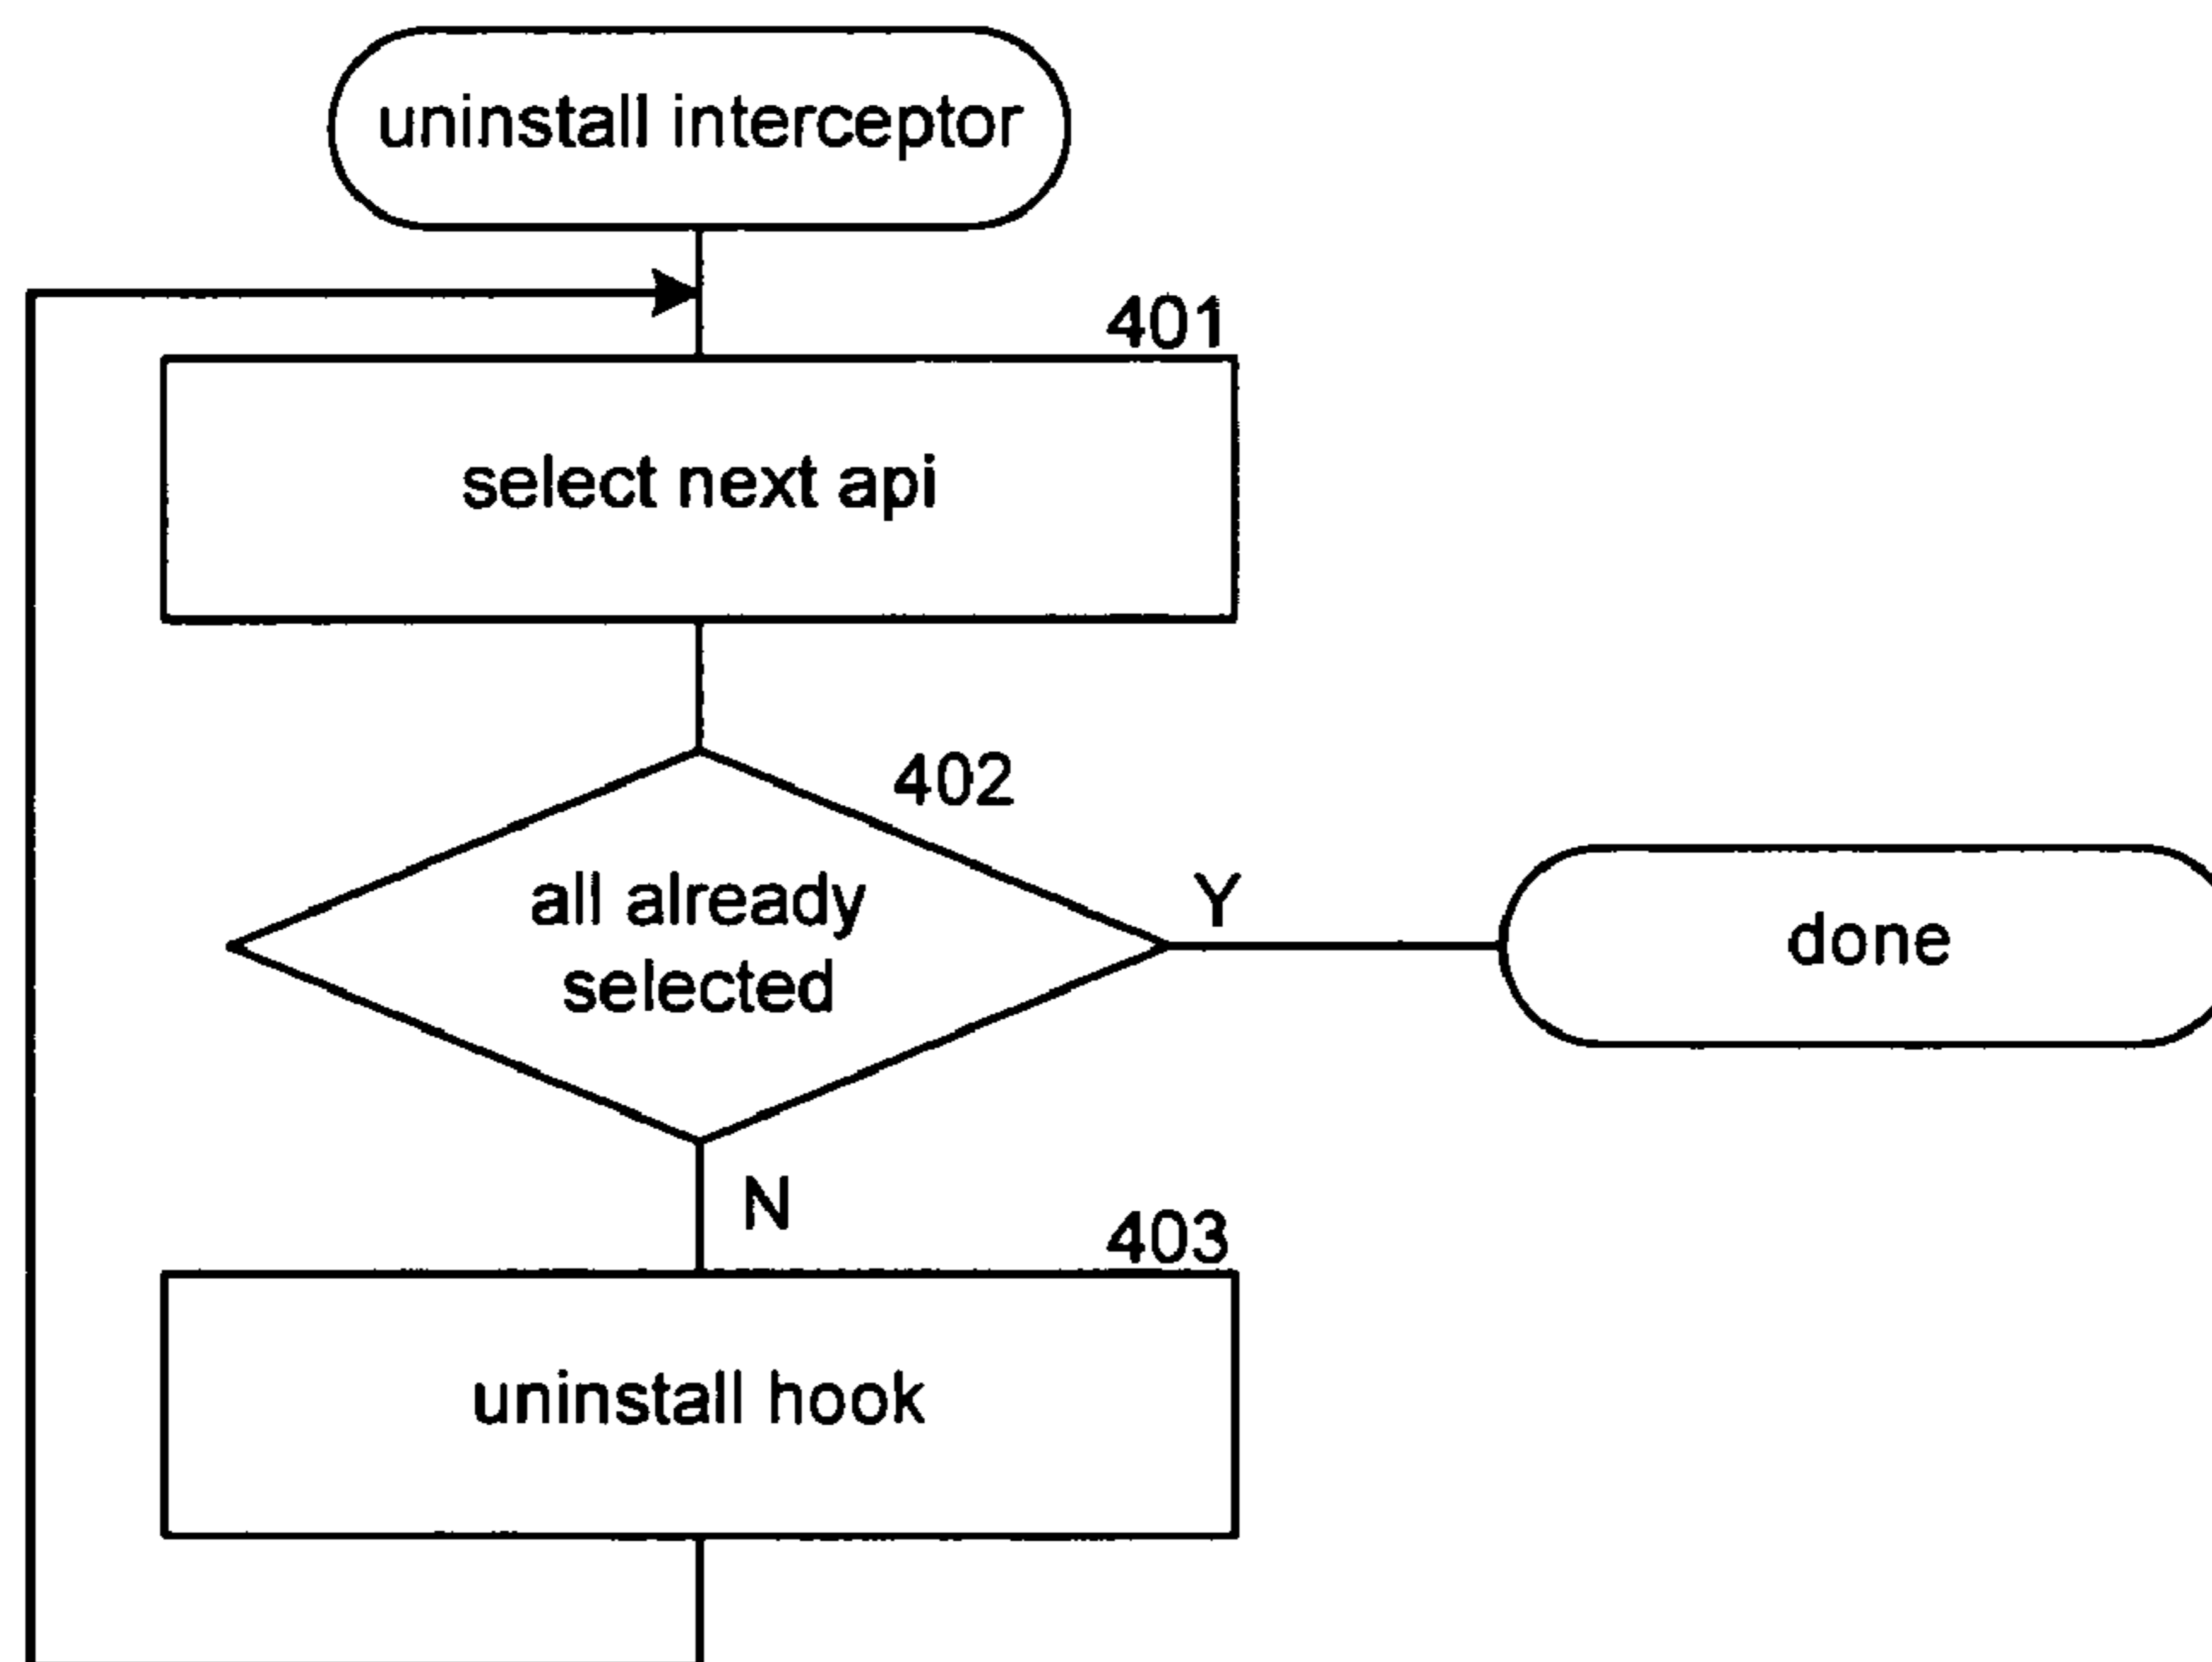 uninstall interceptor
401
select next api
402
all already
selected
Y
done
N
403
uninstall hook